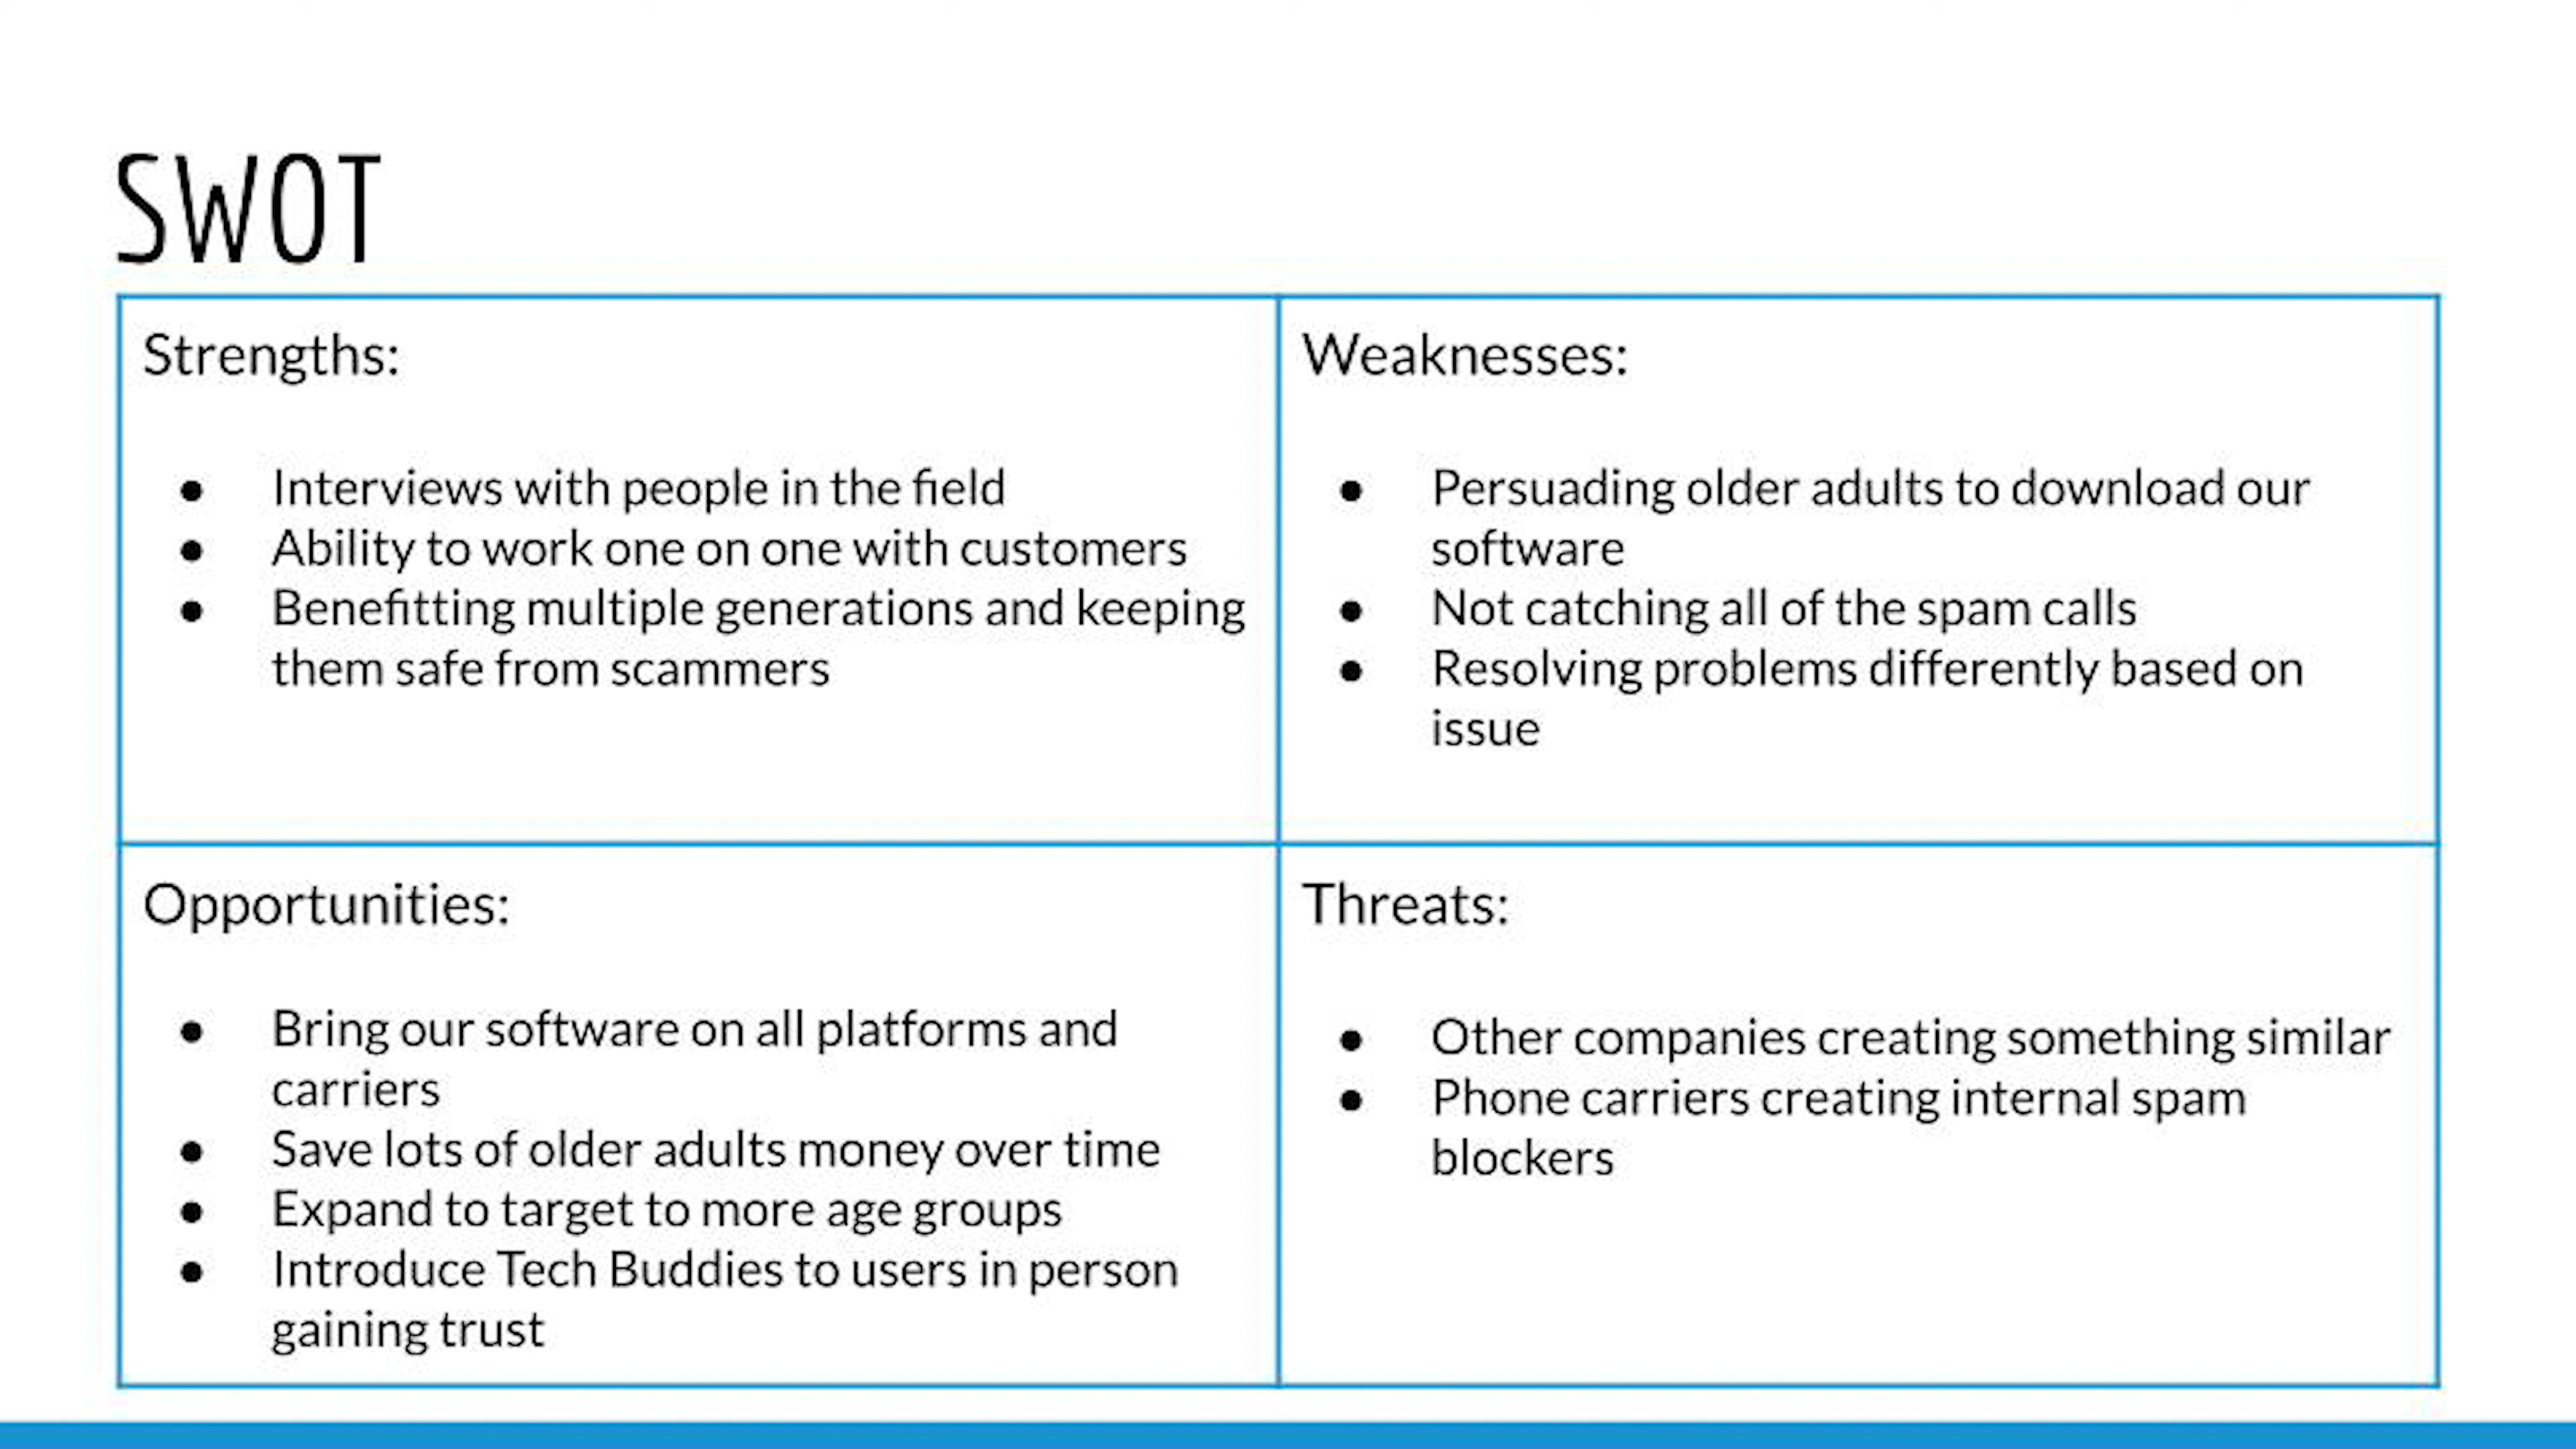 SWOT
Strengths:
● Interviews with people in the field
● Ability to work one on one with customers
● Benefitting multiple generations and keeping
them safe from scammers
Weaknesses:
● Persuading older adults to download our
software
● Not catching all of the spam calls
● Resolving problems differently based on
issue
Opportunities:
● Bring our software on all platforms and
carriers
● Save lots of older adults money over time
● Expand to target to more age groups
● Introduce Tech Buddies to users in person
gaining trust
Threats:
● Other companies creating something similar
● Phone carriers creating internal spam
blockers